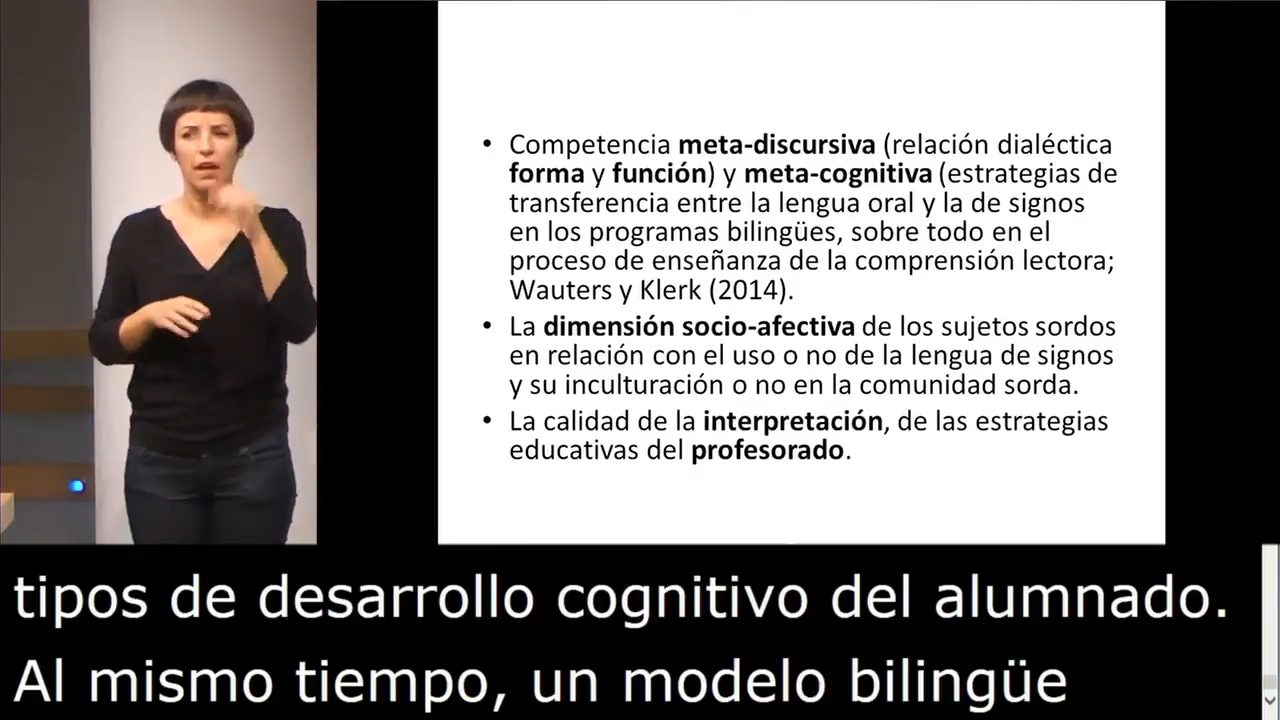 • Competencia meta-discursiva (relación dialéctica
forma y función) y meta-cognitiva (estrategias de
transferencia entre la lengua oral y la de signos
en los programas bilingües, sobre todo en el
proceso de enseñanza de la comprensión lectora;
Wauters y Klerk (2014).
• La dimensión socio-afectiva de los sujetos sordos
en relación con el uso o no de la lengua de signos
y su inculturación o no en la comunidad sorda.
• La calidad de la interpretación, de las estrategias
educativas del profesorado.
tipos de desarrollo cognitivo del alumnado.
Al mismo tiempo, un modelo bilingüe